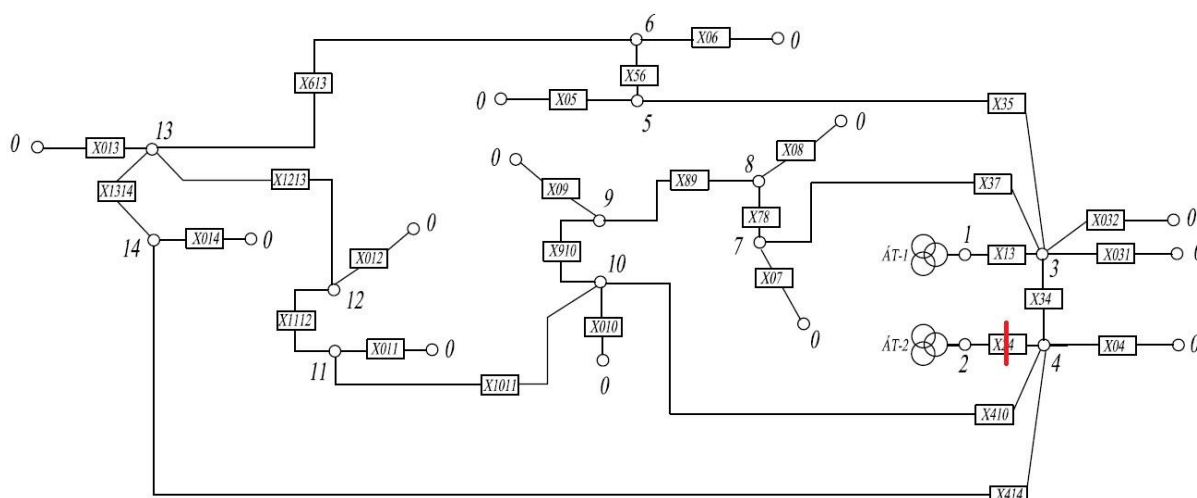 6
X06
0
X613
X56
0
X05
5
X35
13
0
X013
X1314
X1213
0
X08
0
8
X09
X89
9
X78
X37
7
14
X014
0
X012
0
X910
X07
10
ÁT-1
1
X13
3
X032
0
X031
0
X34
12
X1112
X010
0
0
ÁT-2
2
X24
4
X04
0
X011
0
11
X1011
X410
X414